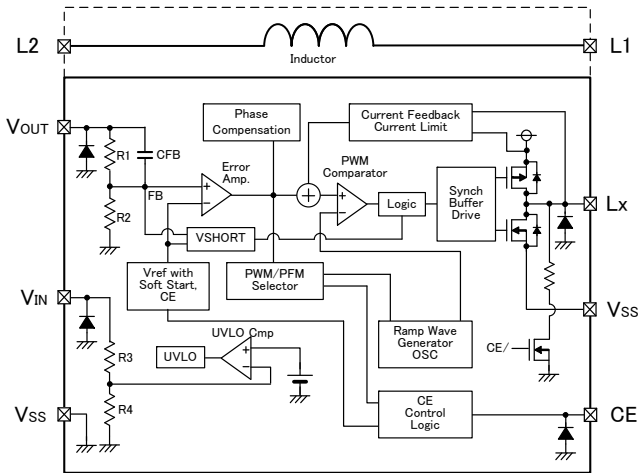 L2
L1
Inductor
VOUT
R1
CFB
FB
R2
Phase
Compensation
Current Feedback
Current Limit
Error
Amp.
PWM
Comparator
+
−
+
−
Logic
Synch
Buffer
Drive
Lx
VSHORT
Vref with
Soft Start,
CE
PWM/PFM
Selector
VIN
R3
R4
UVLO Cmp
UVLO
+
−
Ramp Wave
Generator
OSC
VSS
CE/
VSS
CE
Control
Logic
CE